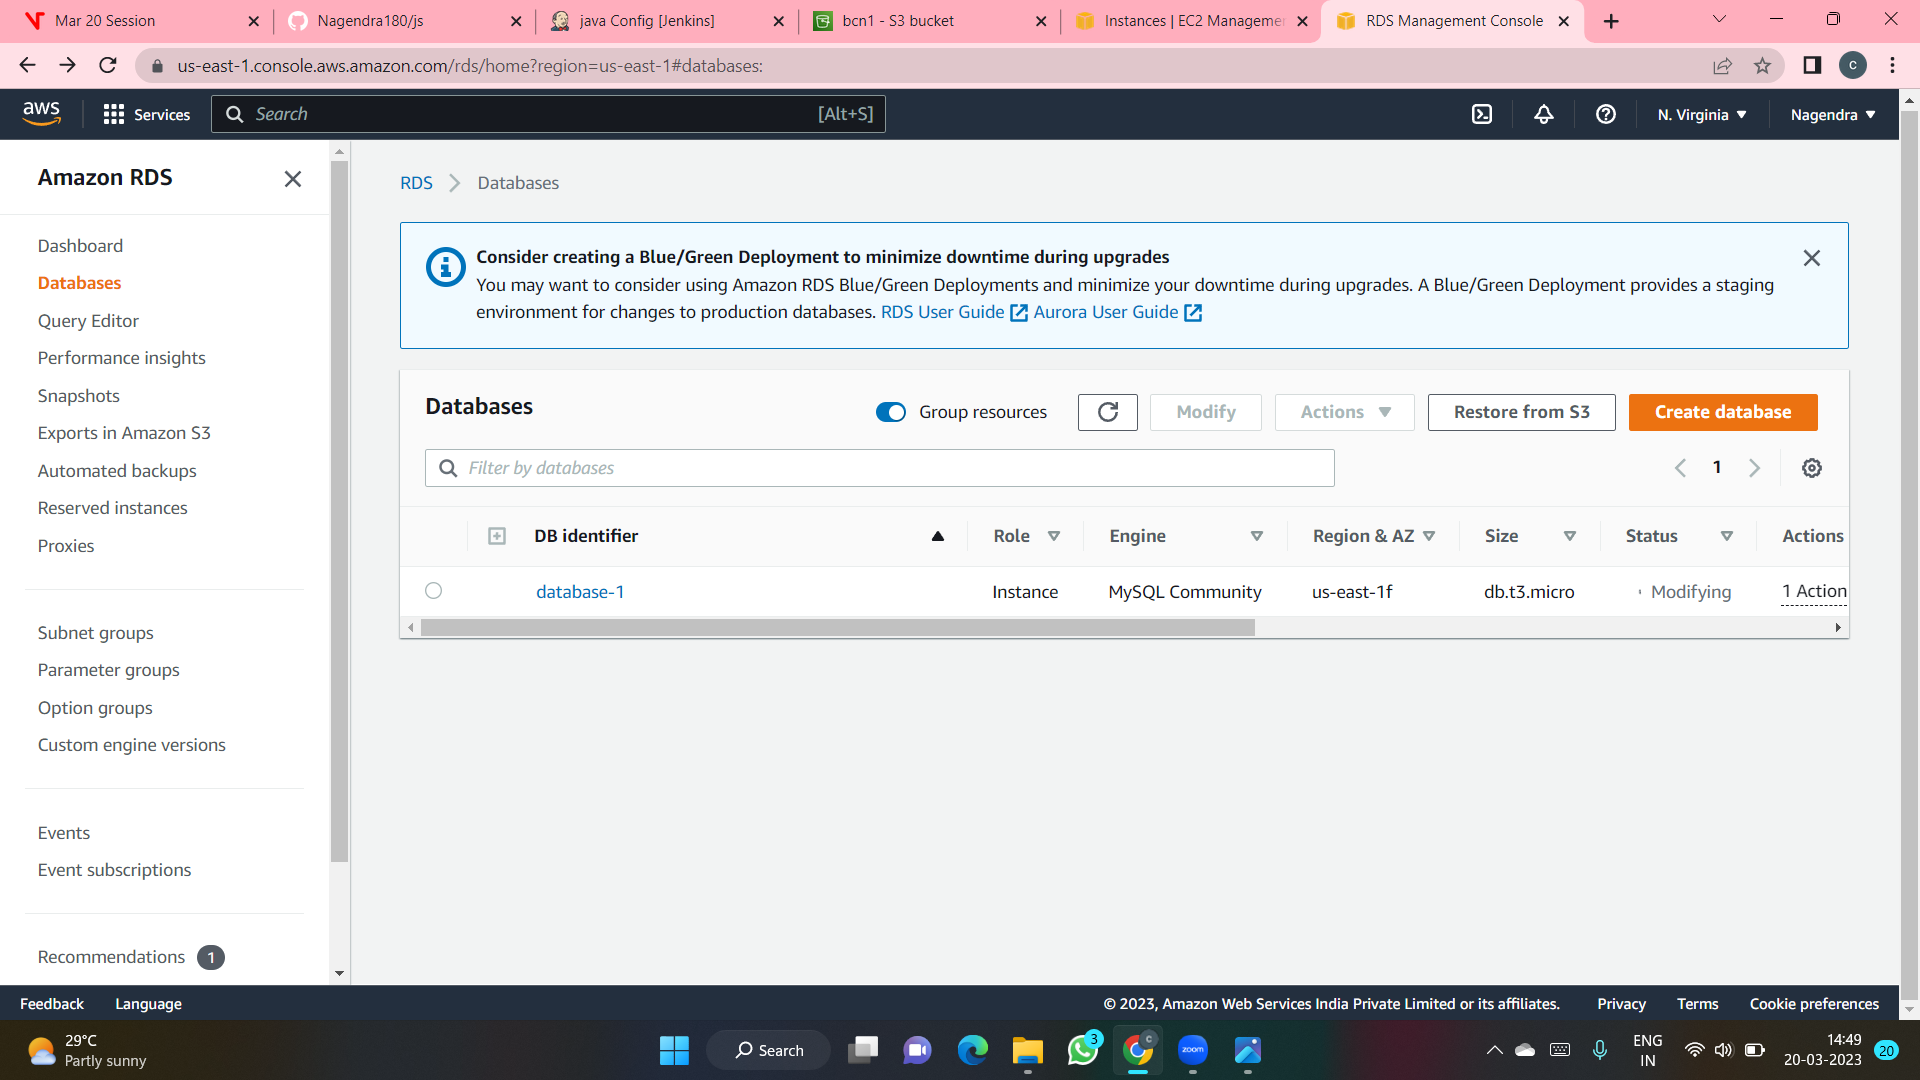 Mar 20 Session
Nagendra180/js
java Config [Jenkins]
bcn1 - S3 bucket
Instances | EC2 Manageme
RDS Management Console
us-east-1.console.aws.amazon.com/rds/home?region=us-east-1#databases:
c
aws
Services
Search
[Alt+S]
N. Virginia
Nagendra
Amazon RDS
Dashboard
Databases
Query Editor
Performance insights
Snapshots
Exports in Amazon S3
Automated backups
Reserved instances
Proxies
Subnet groups
Parameter groups
Option groups
Custom engine versions
Events
Event subscriptions
Recommendations 1
RDS
Databases
Consider creating a Blue/Green Deployment to minimize downtime during upgrades
You may want to consider using Amazon RDS Blue/Green Deployments and minimize your downtime during upgrades. A Blue/Green Deployment provides a staging
environment for changes to production databases. RDS User Guide Aurora User Guide
Databases
Group resources
Modify
Actions
Restore from S3
Create database
Filter by databases
1
DB identifier
Role
Engine
Region & AZ
Size
Status
Actions
database-1
Instance
MySQL Community
us-east-1f
db.t3.micro
Modifying
1 Action
Feedback
Language
© 2023, Amazon Web Services India Private Limited or its affiliates.
Privacy
Terms
Cookie preferences
29°C
Partly sunny
Search
3
c
zoom
ENG
IN
14:49
20-03-2023
20